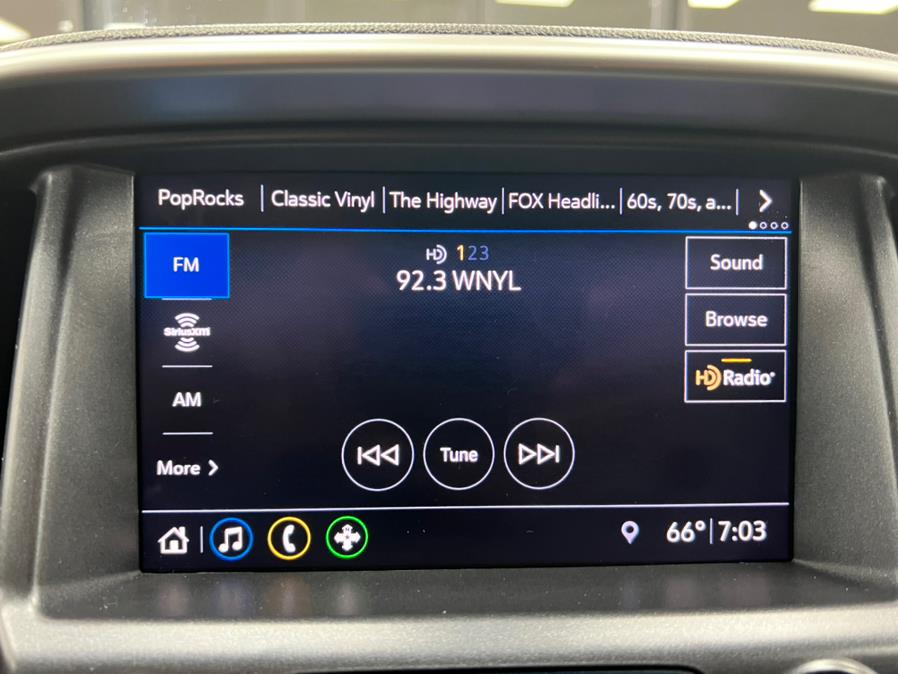 PopRocks | Classic Vinyl | The Highway | FOX Headli... | 60s, 70s, a... |
FM
HD 123
92.3 WNYL
Sound
SiriusXM
Browse
HD Radio
AM
Tune
More
66° | 7:03